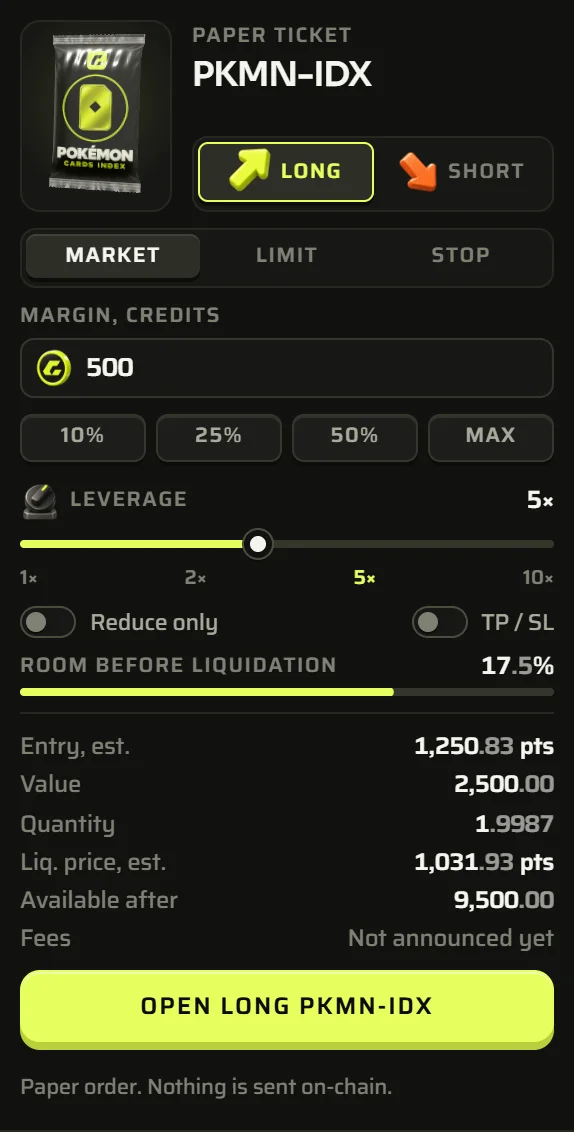 PAPER TICKET
PKMN-IDX
POKÉMON
CARDS INDEX
LONG
SHORT
MARKET
LIMIT
STOP
MARGIN, CREDITS
500
10%
25%
50%
MAX
LEVERAGE
5×
1×
2×
5×
10×
Reduce only
TP / SL
ROOM BEFORE LIQUIDATION
17.5%
Entry, est.
1,250.83 pts
Value
2,500.00
Quantity
1.9987
Liq. price, est.
1,031.93 pts
Available after
9,500.00
Fees
Not announced yet
OPEN LONG PKMN-IDX
Paper order. Nothing is sent on-chain.